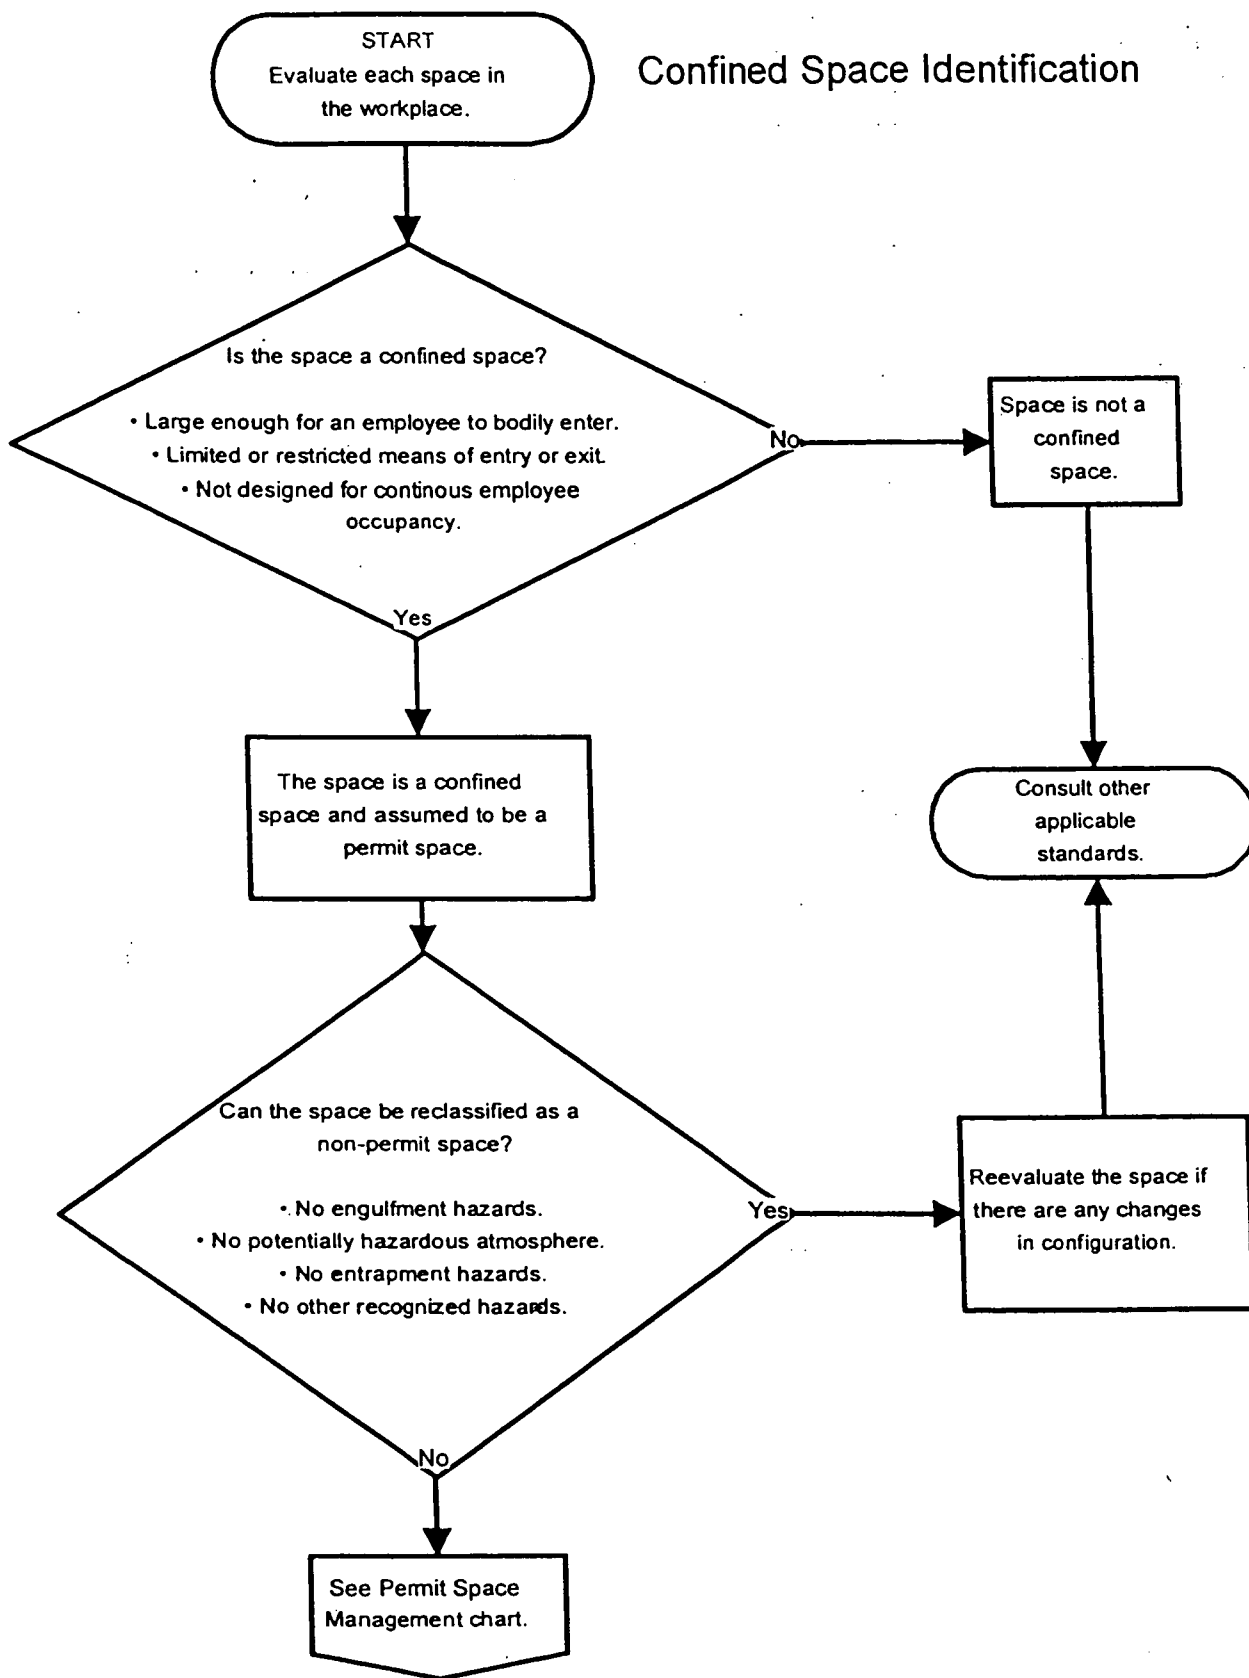 START
Evaluate each space in
the workplace.
Confined Space Identification
Is the space a confined space?
• Large enough for an employee to bodily enter.
• Limited or restricted means of entry or exit.
• Not designed for continous employee
occupancy.
No
Space is not a
confined
space.
Yes
The space is a confined
space and assumed to be a
permit space.
Consult other
applicable
standards.
Can the space be reclassified as a
non-permit space?
• No engulfment hazards.
• No potentially hazardous atmosphere.
• No entrapment hazards.
• No other recognized hazards.
Yes
Reevaluate the space if
there are any changes
in configuration.
No
See Permit Space
Management chart.